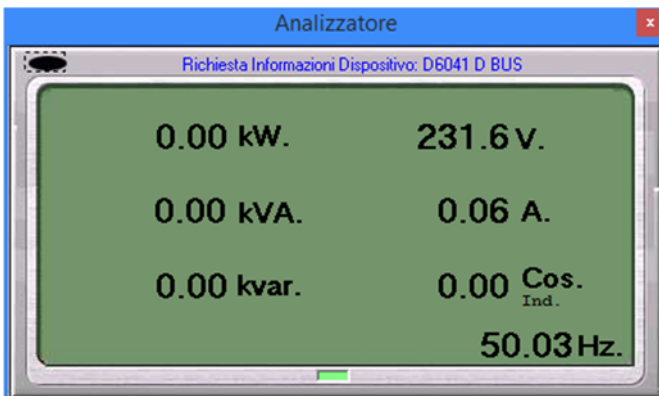 Analizzatore
x
Richiesta Informazioni Dispositivo: D6041 D BUS
0.00 kW. 231.6 V.
0.00 kVA. 0.06 A.
0.00 kvar. 0.00 Cos.
Ind.
50.03 Hz.